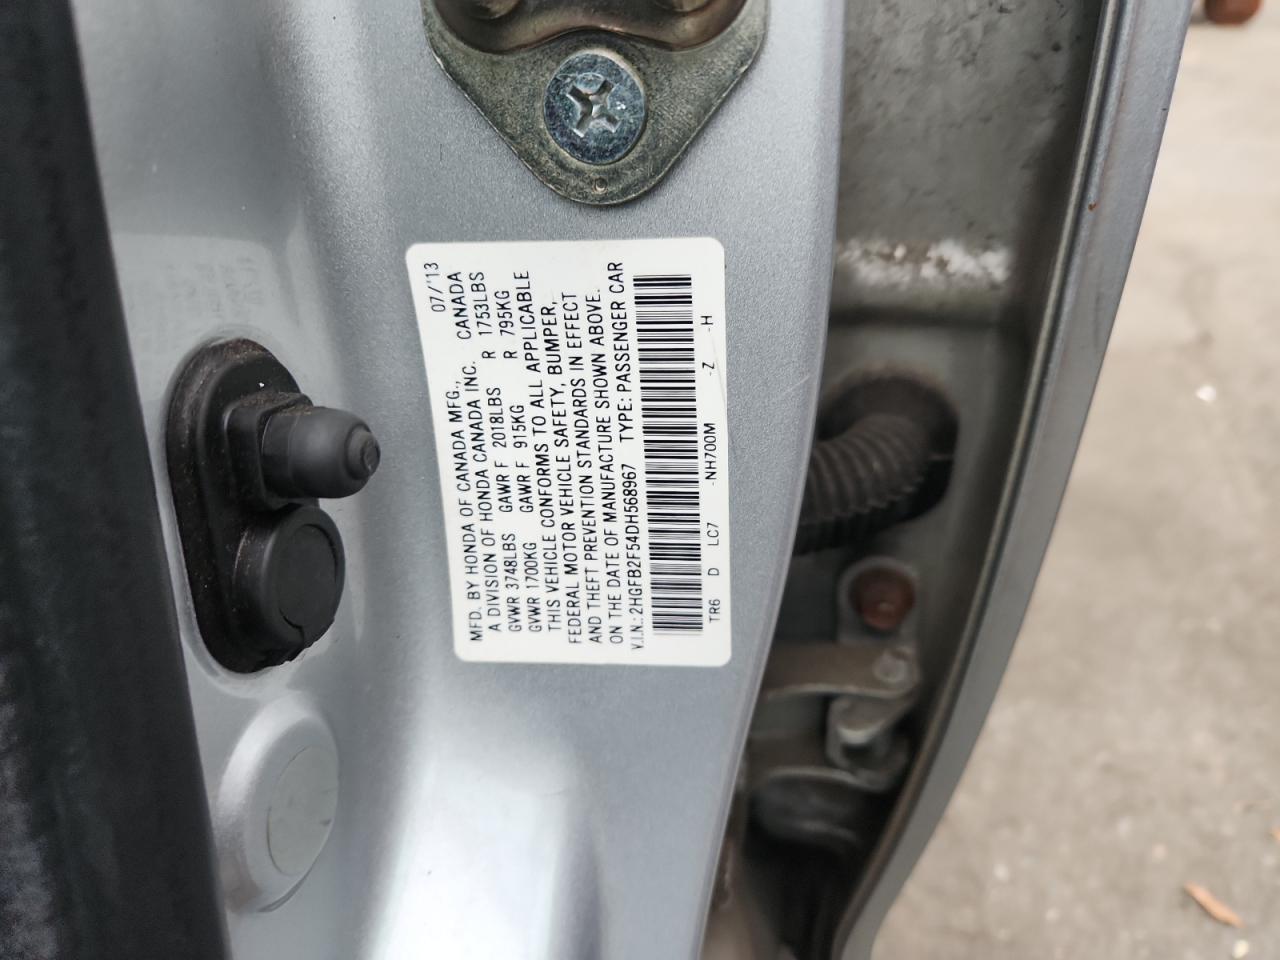 MFD. BY HONDA OF CANADA MFG., 07/'13
A DIVISION OF HONDA CANADA INC. CANADA
GVWR 3748LBS GAWR F 2018LBS R 1753LBS
GVWR 1700KG GAWR F 915KG R 795KG
THIS VEHICLE CONFORMS TO ALL APPLICABLE
FEDERAL MOTOR VEHICLE SAFETY, BUMPER,
AND THEFT PREVENTION STANDARDS IN EFFECT
ON THE DATE OF MANUFACTURE SHOWN ABOVE.
V.I.N.: 2HGFB2F54DH568967 TYPE: PASSENGER CAR
TR6 D LC7 -NH700M -Z -H